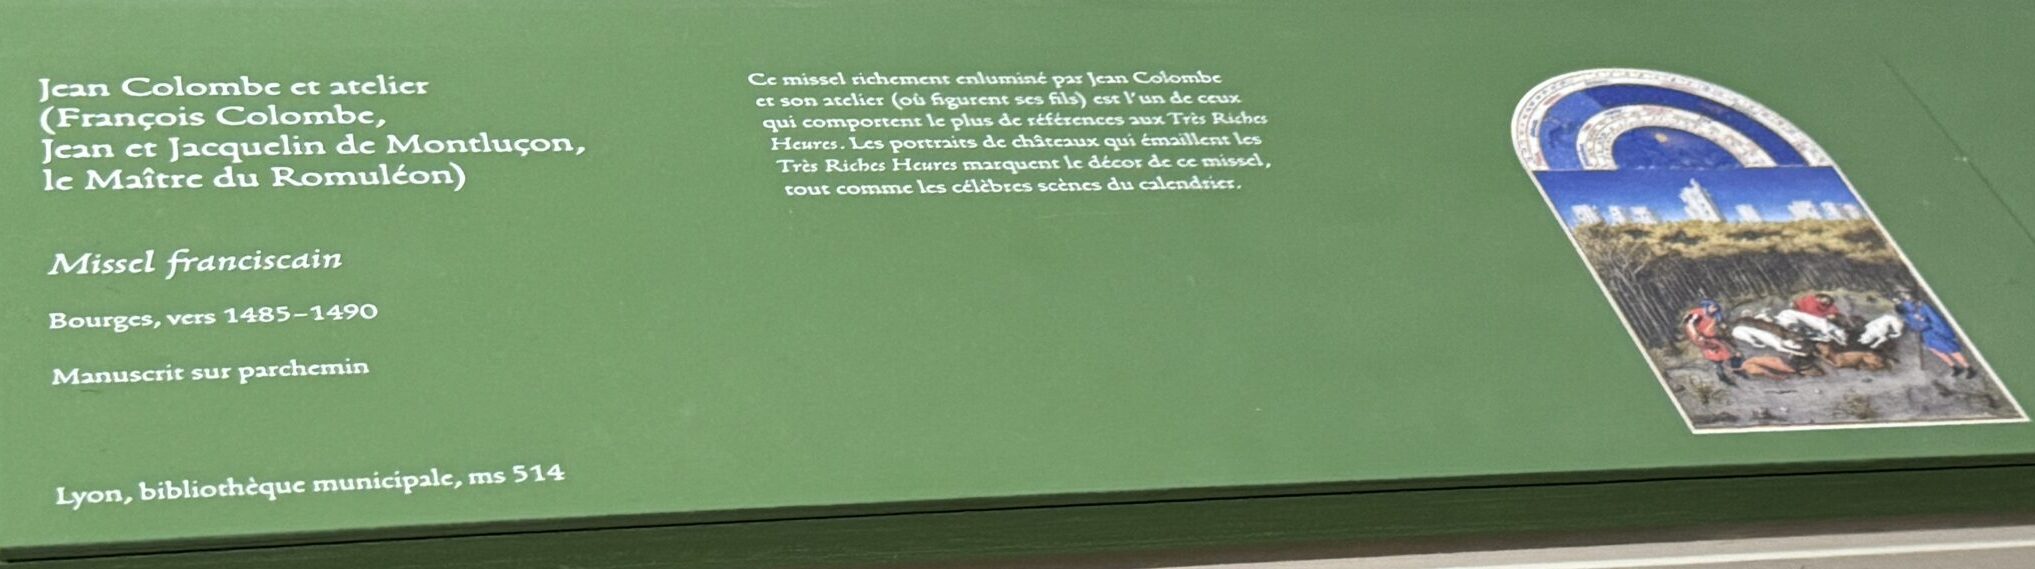 Jean Colombe et atelier
(François Colombe,
Jean et Jacquelin de Montluçon,
le Maître du Romuléon)
Missel franciscain
Bourges, vers 1485–1490
Manuscrit sur parchemin
Lyon, bibliothèque municipale, ms 514
Ce missel richement enluminé par Jean Colombe
et son atelier (où figurent ses fils) est l'un de ceux
qui comportent le plus de références aux Très Riches
Heures. Les portraits de châteaux qui émaillent les
Très Riches Heures marquent le décor de ce missel,
tout comme les célèbres scènes du calendrier.